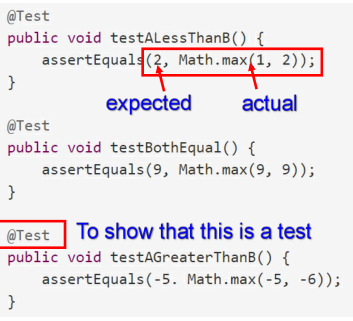 @Test
public void testALessThanB() {
assertEquals(2, Math.max(1, 2));
}
expected actual
@Test
public void testBothEqual() {
assertEquals(9, Math.max(9, 9));
}
@Test To show that this is a test
public void testAGreaterThanB() {
assertEquals(-5. Math.max(-5, -6));
}